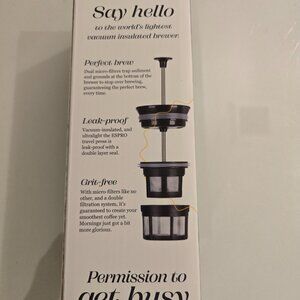 Say hello
to the world's lightest
vacuum insulated brewer.
Perfect brew
Dual micro-filters trap sediment
and grounds at the bottom of the
brewer to stop over brewing,
guaranteeing the perfect brew,
every time.
Leak-proof
Vacuum-insulated, and
ultralight the ESPRO
travel press is
leak-proof with a
double layer seal.
Grit-free
With micro-filters like no
other, and a double
filtration system, it's
guaranteed to create your
smoothest coffee yet.
Mornings just got a bit
more glorious.
Permission to
get busy